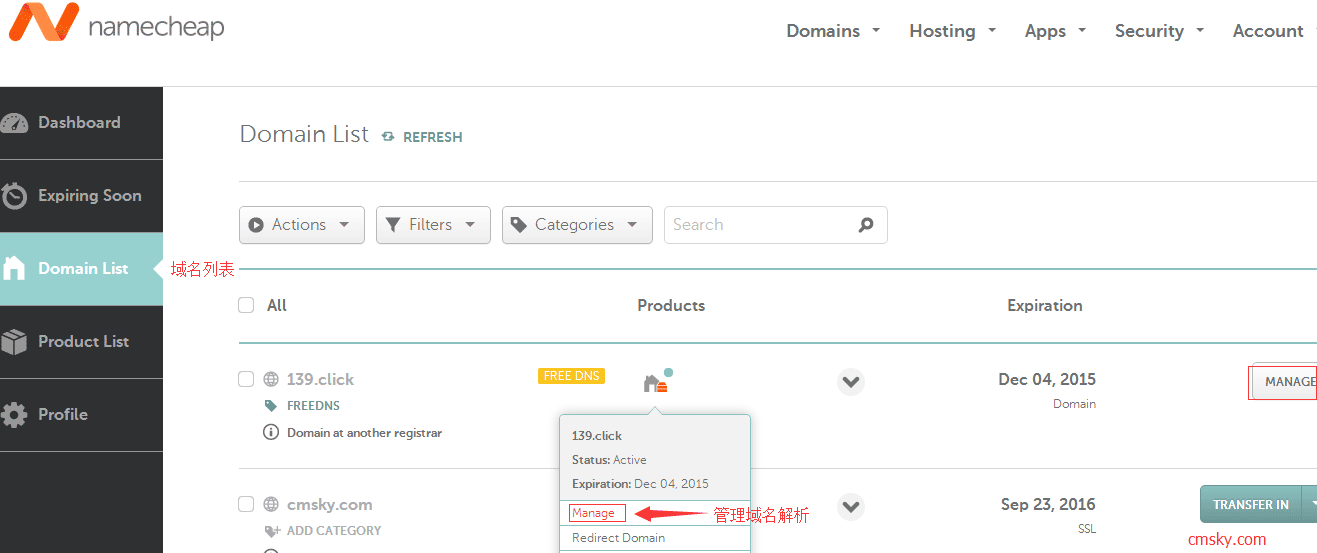 namecheap
Domains
Hosting
Apps
Security
Account
Dashboard
Expiring Soon
Domain List
域名列表
Product List
Profile
Domain List
REFRESH
Actions
Filters
Categories
Search
All
Products
Expiration
139.click
FREE DNS
Dec 04, 2015
MANAGE
FREEDNS
Domain
Domain at another registrar
139.click
Status: Active
Expiration: Dec 04, 2015
Manage
管理域名解析
Redirect Domain
cmsky.com
Sep 23, 2016
TRANSFER IN
ADD CATEGORY
SSL
cmsky.com